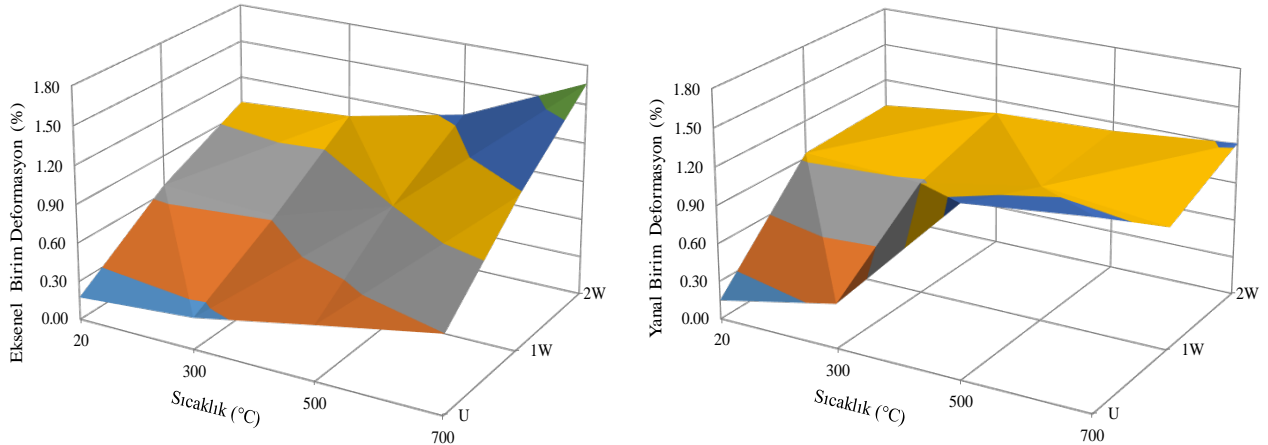 Eksenel Birim Deformasyon (%)
1.80
1.50
1.20
0.90
0.60
0.30
0.00
20
300
500
700
Sıcaklık (°C)
U
1W
2W
Yanal Birim Deformasyon (%)
1.80
1.50
1.20
0.90
0.60
0.30
0.00
20
300
500
700
Sıcaklık (°C)
U
1W
2W